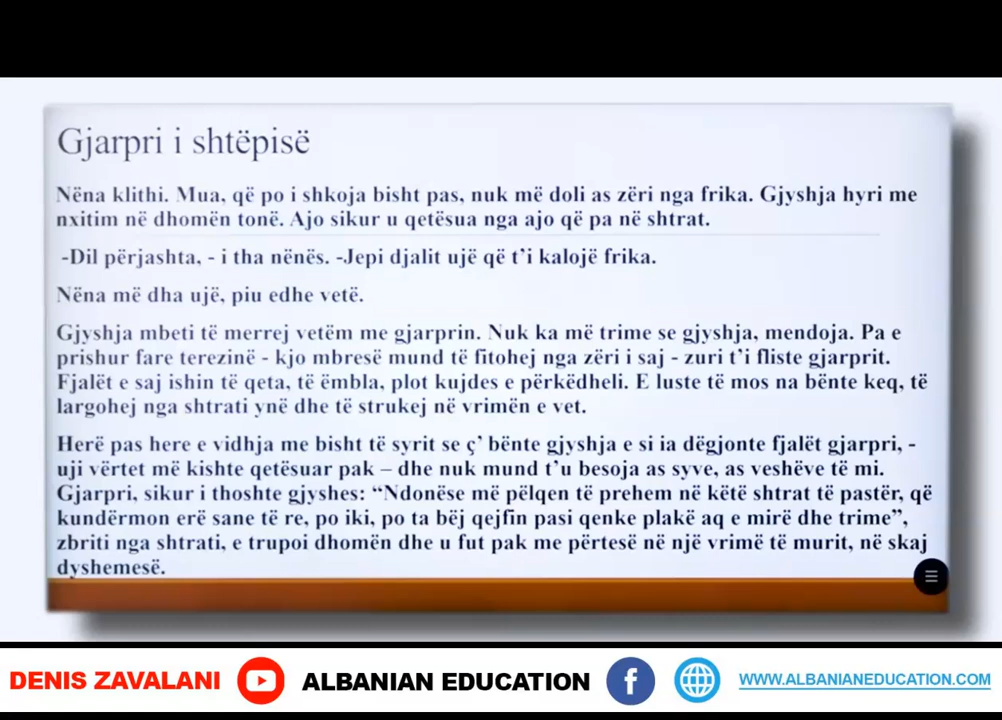 Gjarpri i shtëpisë
Nëna klithi. Mua, që po i shkoja bisht pas, nuk më doli as zëri nga frika. Gjyshja hyri me
nxitim në dhomën tonë. Ajo sikur u qetësua nga ajo që pa në shtrat.
-Dil përjashta, - i tha nënës. -Jepi djalit ujë që t’i kalojë frika.
Nëna më dha ujë, piu edhe vetë.
Gjyshja mbeti të merrej vetëm me gjarprin. Nuk ka më trime se gjyshja, mendoja. Pa e
prishur fare terezinë - kjo mbresë mund të fitohej nga zëri i saj - zuri t’i fliste gjarprit.
Fjalët e saj ishin të qeta, të ëmbla, plot kujdes e përkëdheli. E luste të mos na bënte keq, të
largohej nga shtrati ynë dhe të strukej në vrimën e vet.
Herë pas here e vidhja me bisht të syrit se ç’ bënte gjyshja e si ia dëgjonte fjalët gjarpri, -
uji vërtet më kishte qetësuar pak – dhe nuk mund t’u besoja as syve, as veshëve të mi.
Gjarpri, sikur i thoshte gjyshes: “Ndonëse më pëlqen të prehem në këtë shtrat të pastër, që
kundërmon erë sane të re, po iki, po ta bëj qejfin pasi qenke plakë aq e mirë dhe trime”,
zbriti nga shtrati, e trupoi dhomën dhe u fut pak me përtesë në një vrimë të murit, në skaj
dyshemesë.
DENIS ZAVALANI ALBANIAN EDUCATION f WWW.ALBANIANEDUCATION.COM